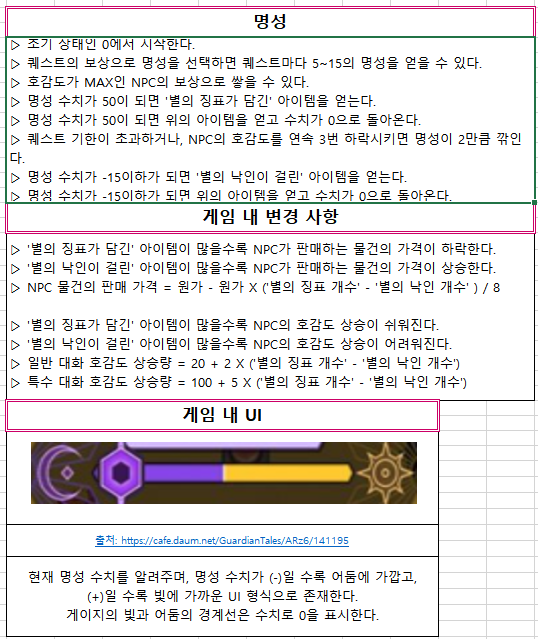 명성
▷ 초기 상태인 0에서 시작한다.
▷ 퀘스트의 보상으로 명성을 선택하면 퀘스트마다 5~15의 명성을 얻을 수 있다.
▷ 호감도가 MAX인 NPC의 보상으로 쌓을 수 있다.
▷ 명성 수치가 50이 되면 '별의 징표가 담긴' 아이템을 얻는다.
▷ 명성 수치가 50이 되면 위의 아이템을 얻고 수치가 0으로 돌아온다.
▷ 퀘스트 기한이 초과하거나, NPC의 호감도를 연속 3번 하락시키면 명성이 2만큼 깎인
다.
▷ 명성 수치가 -15이하가 되면 '별의 낙인이 걸린' 아이템을 얻는다.
▷ 명성 수치가 -15이하가 되면 위의 아이템을 얻고 수치가 0으로 돌아온다.
게임 내 변경 사항
▷ '별의 징표가 담긴' 아이템이 많을수록 NPC가 판매하는 물건의 가격이 하락한다.
▷ '별의 낙인이 걸린' 아이템이 많을수록 NPC가 판매하는 물건의 가격이 상승한다.
▷ NPC 물건의 판매 가격 = 원가 - 원가 X ('별의 징표 개수' - '별의 낙인 개수' ) / 8
▷ '별의 징표가 담긴' 아이템이 많을수록 NPC의 호감도 상승이 쉬워진다.
▷ '별의 낙인이 걸린' 아이템이 많을수록 NPC의 호감도 상승이 어려워진다.
▷ 일반 대화 호감도 상승량 = 20 + 2 X ('별의 징표 개수' - '별의 낙인 개수')
▷ 특수 대화 호감도 상승량 = 100 + 5 X ('별의 징표 개수' - '별의 낙인 개수')
게임 내 UI
출처: https://cafe.daum.net/GuardianTales/ARz6/141195
현재 명성 수치를 알려주며, 명성 수치가 (-)일 수록 어둠에 가깝고,
(+)일 수록 빛에 가까운 UI 형식으로 존재한다.
게이지의 빛과 어둠의 경계선은 수치로 0을 표시한다.